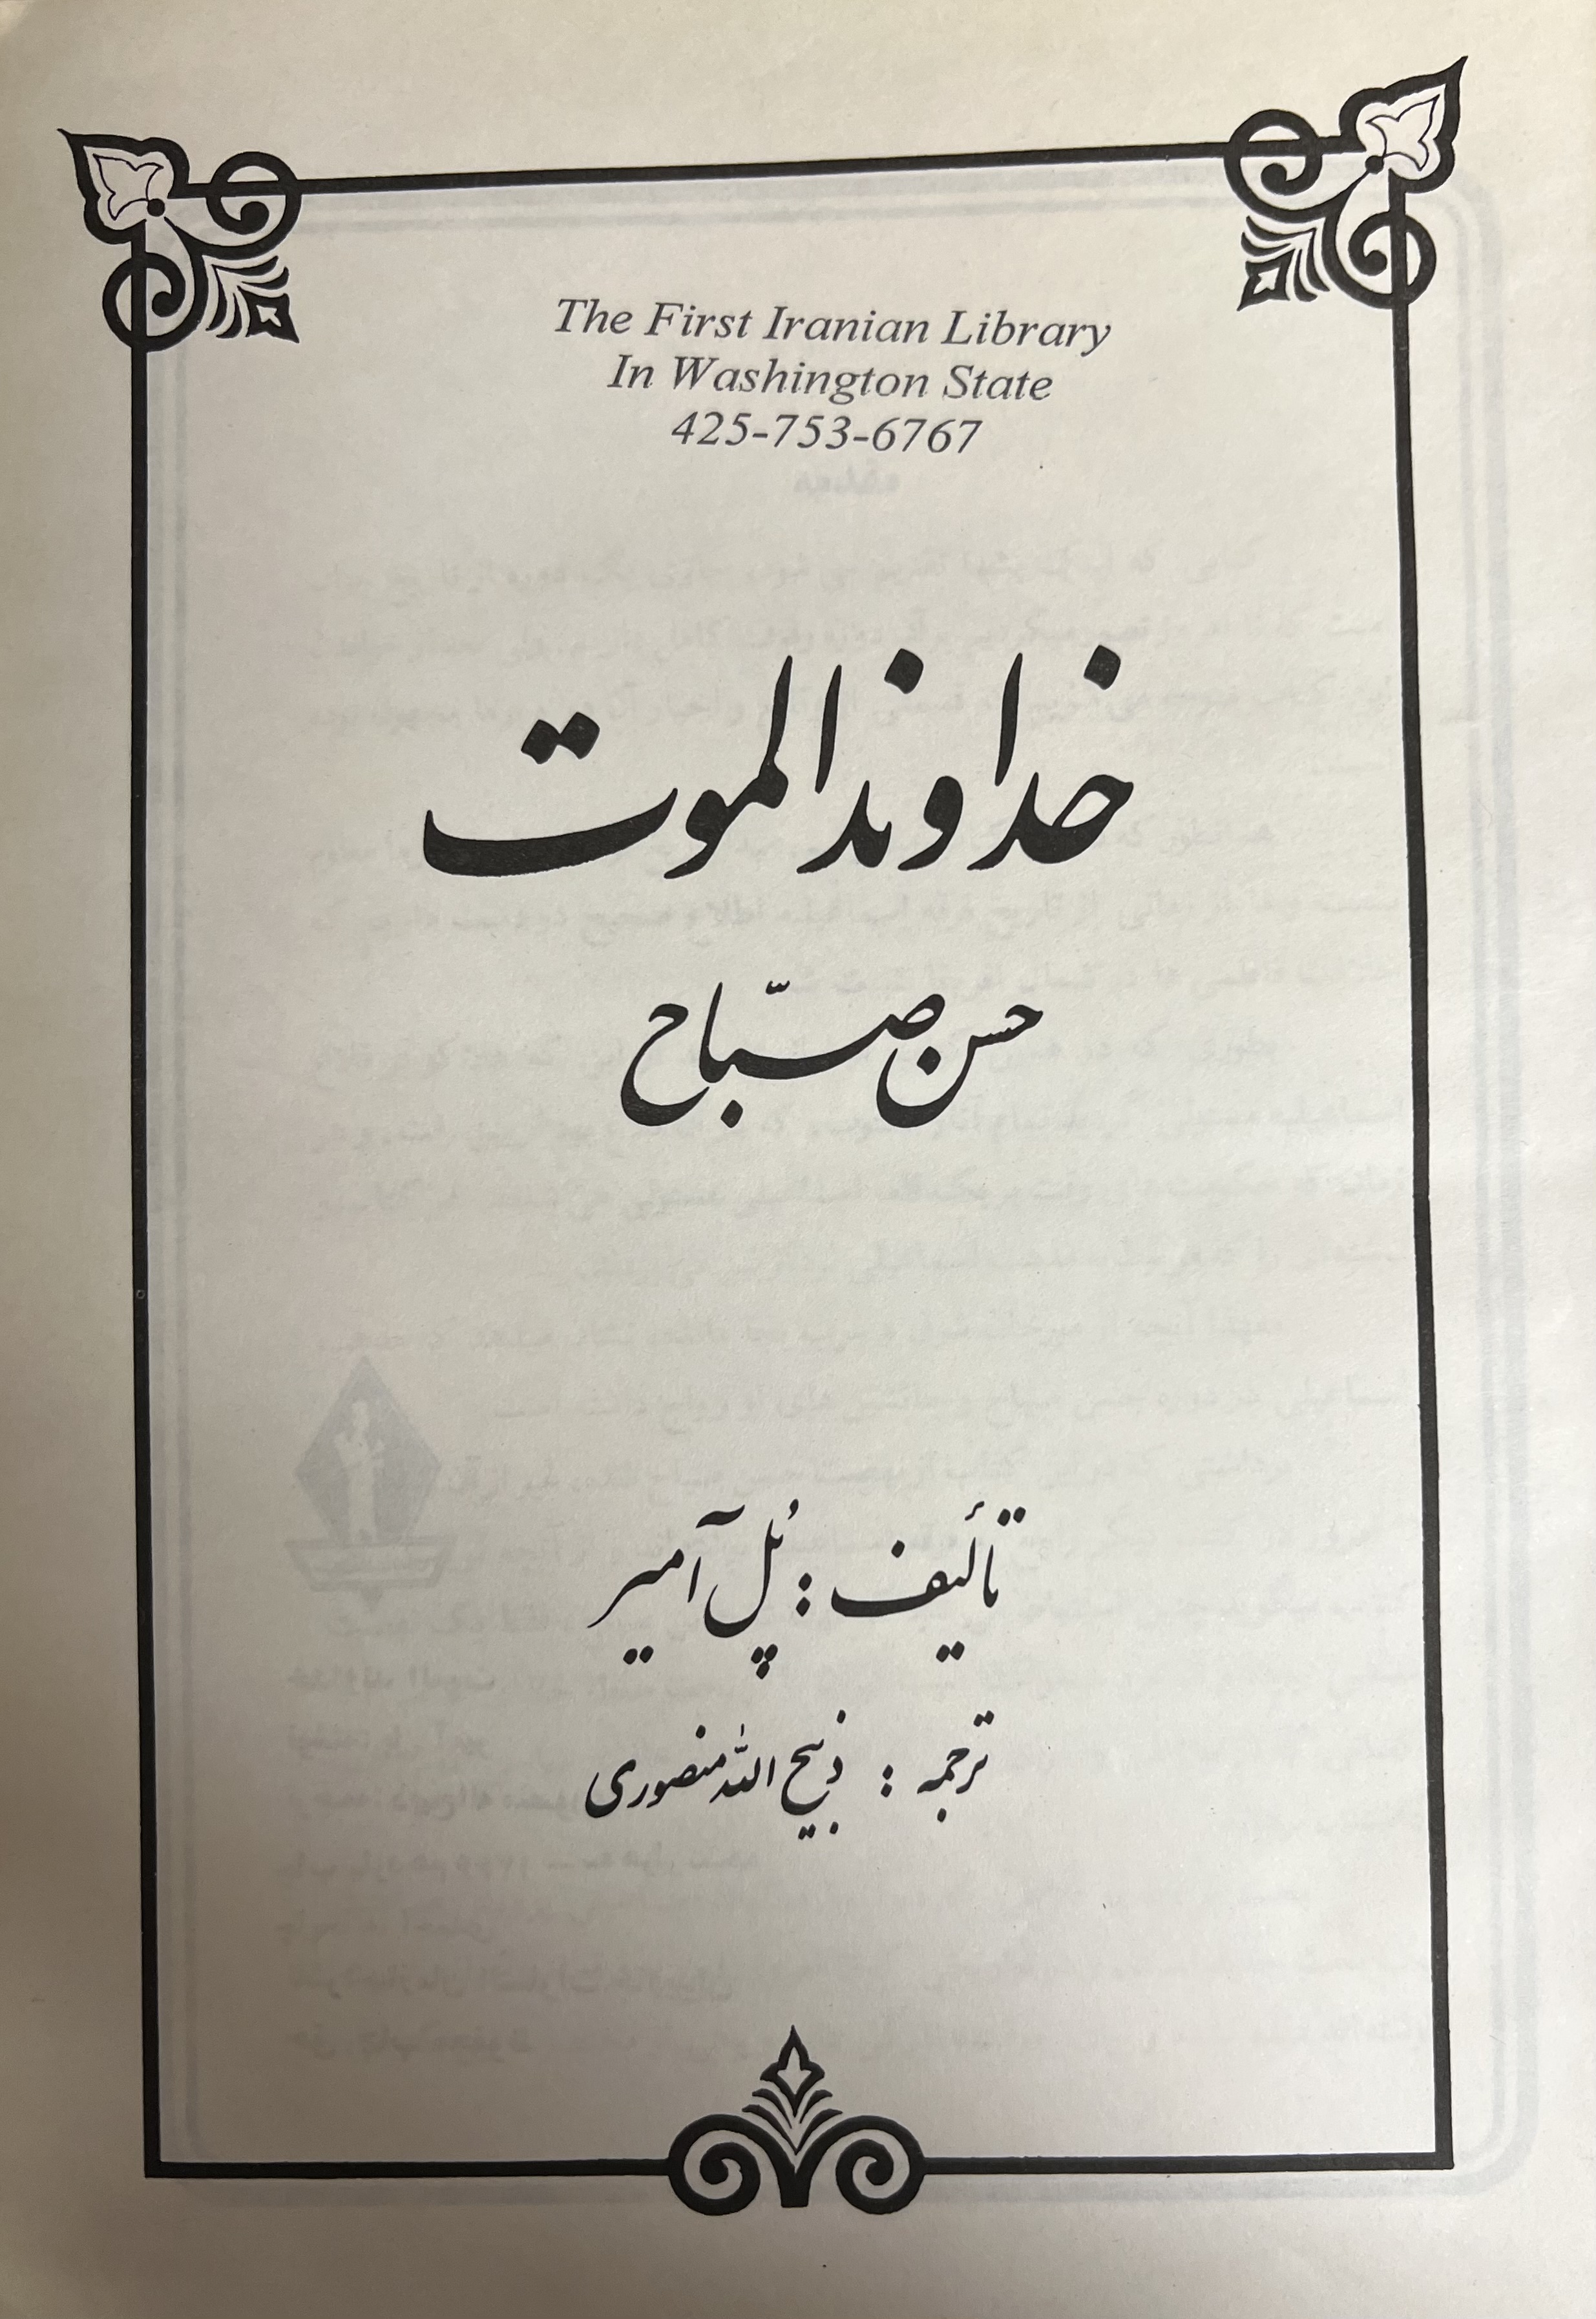 The First Iranian Library
In Washington State
425-753-6767
خداوند الموت
حسن صبّاح
تألیف : پُل آمیر
ترجمه : ذبیح الله منصوری